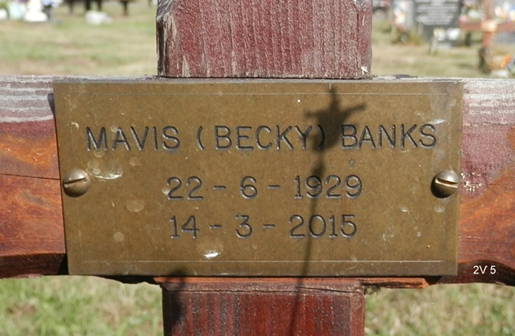 MAVIS (BECKY) BANKS
22-6-1929
14-3-2015
2V 5